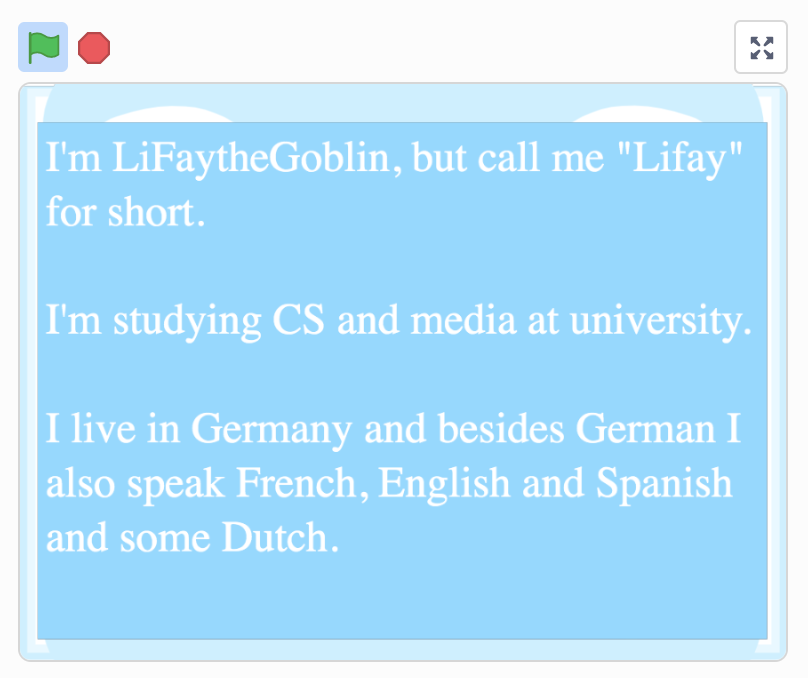 I'm LiFaytheGoblin, but call me "Lifay"
for short.
I'm studying CS and media at university.
I live in Germany and besides German I
also speak French, English and Spanish
and some Dutch.